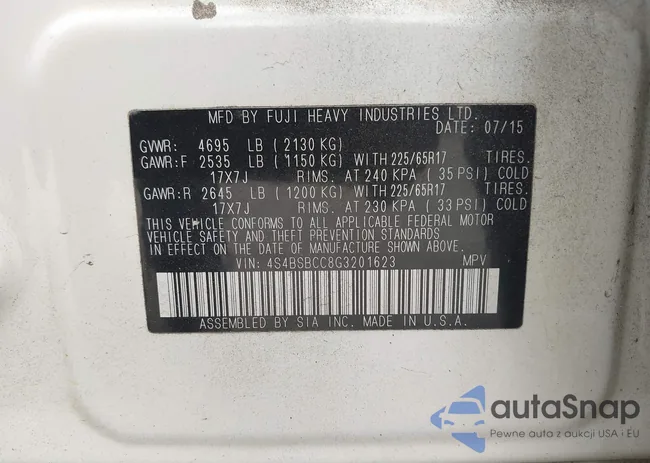 MFD BY FUJI HEAVY INDUSTRIES LTD.
DATE: 07/15
GVWR: 4695 LB ( 2130 KG)
GAWR:F 2535 LB ( 1150 KG) WITH 225/65R17
17X7J RIMS. AT 240 KPA ( 35 PSI) COLD
GAWR:R 2645 LB ( 1200 KG) WITH 225/65R17
17X7J RIMS. AT 230 KPA ( 33 PSI) COLD
THIS VEHICLE CONFORMS TO ALL APPLICABLE FEDERAL MOTOR
VEHICLE SAFETY AND THEFT PREVENTION STANDARDS
IN EFFECT ON THE DATE OF MANUFACTURE SHOWN ABOVE.
VIN: 4S4BSBCC8G3201623 MPV
ASSEMBLED BY SIA INC. MADE IN U.S.A.
autaSnap
Pewne auta z aukcji USA i EU